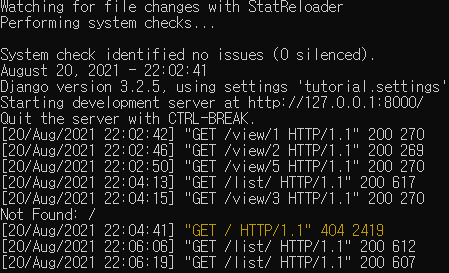 Watching for file changes with StatReloader
Performing system checks...
System check identified no issues (0 silenced).
August 20, 2021 - 22:02:41
Django version 3.2.5, using settings 'tutorial.settings'
Starting development server at http://127.0.0.1:8000/
Quit the server with CTRL-BREAK.
[20/Aug/2021 22:02:42] "GET /view/1 HTTP/1.1" 200 270
[20/Aug/2021 22:02:46] "GET /view/2 HTTP/1.1" 200 269
[20/Aug/2021 22:02:50] "GET /view/5 HTTP/1.1" 200 270
[20/Aug/2021 22:04:13] "GET /list/ HTTP/1.1" 200 617
[20/Aug/2021 22:04:15] "GET /view/3 HTTP/1.1" 200 270
Not Found: /
[20/Aug/2021 22:04:41] "GET / HTTP/1.1" 404 2419
[20/Aug/2021 22:06:06] "GET /list/ HTTP/1.1" 200 612
[20/Aug/2021 22:06:19] "GET /list/ HTTP/1.1" 200 607